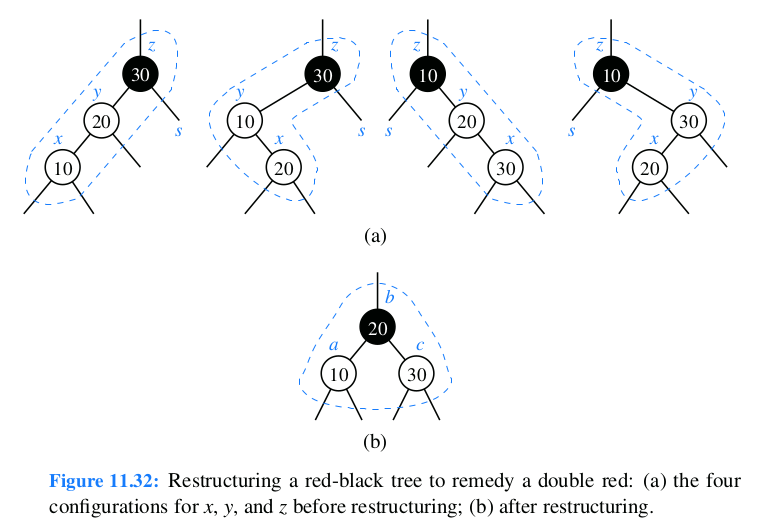 z 30 y 20 x 10 s
z 30 y 10 x 20 s
z 10 y 20 x 30 s
z 10 y 30 x 20 s
(a)
b
20
a c
10 30
(b)
Figure 11.32: Restructuring a red-black tree to remedy a double red: (a) the four
configurations for x, y, and z before restructuring; (b) after restructuring.